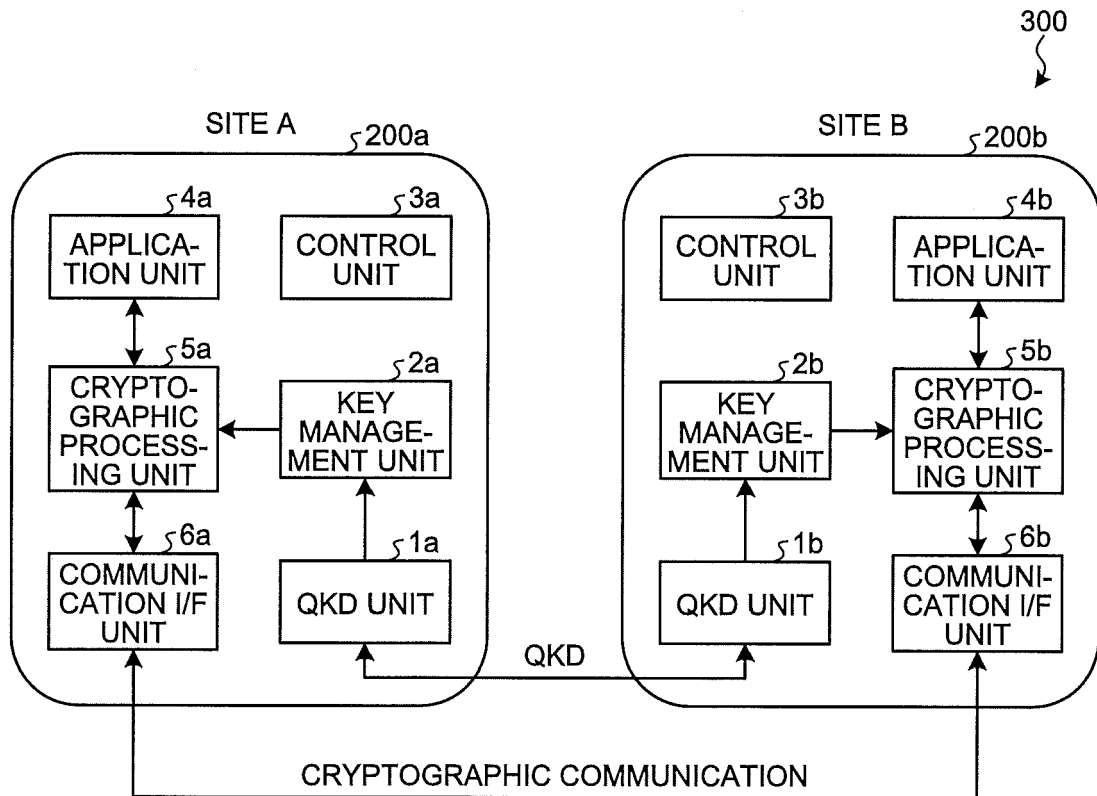 300
SITE A
200a
SITE B
200b
4a
APPLICA-
TION UNIT
3a
CONTROL
UNIT
3b
CONTROL
UNIT
4b
APPLICA-
TION UNIT
5a
CRYPTO-
GRAPHIC
PROCESS-
ING UNIT
2a
KEY
MANAGE-
MENT UNIT
2b
KEY
MANAGE-
MENT UNIT
5b
CRYPTO-
GRAPHIC
PROCESS-
ING UNIT
6a
COMMUNI-
CATION I/F
UNIT
1a
QKD UNIT
1b
QKD UNIT
6b
COMMUNI-
CATION I/F
UNIT
QKD
CRYPTOGRAPHIC COMMUNICATION